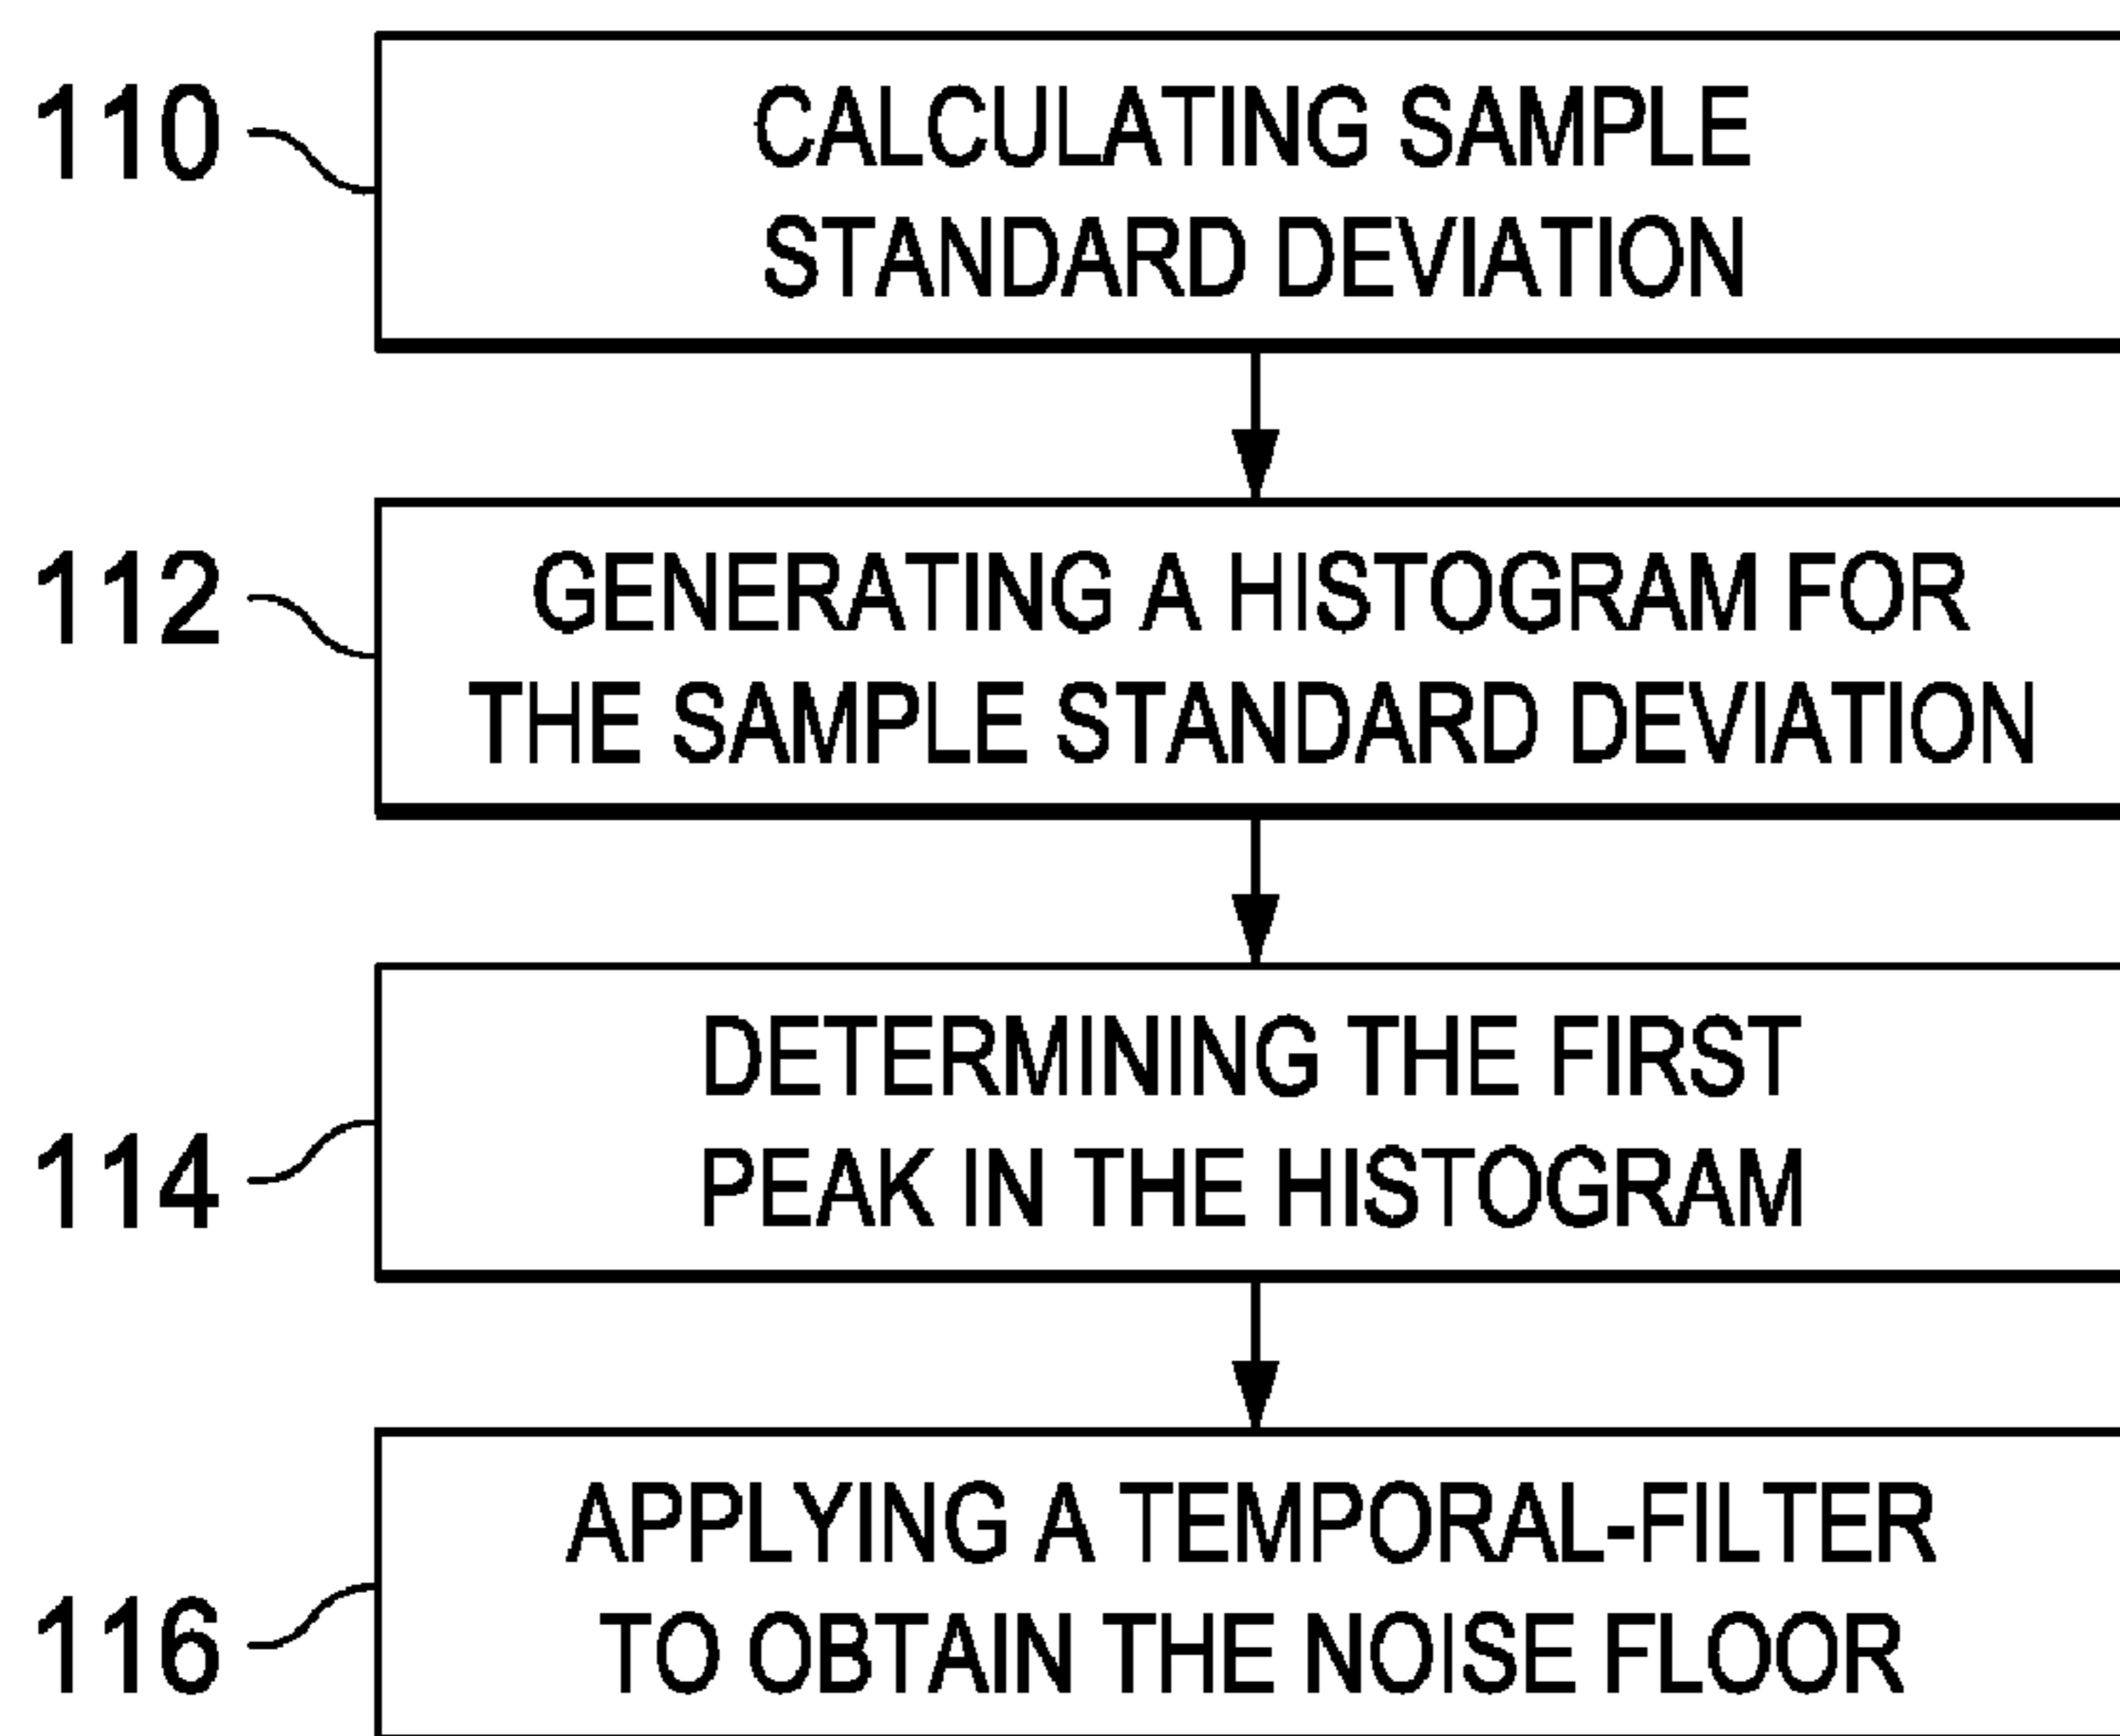 110
CALCULATING SAMPLE
STANDARD DEVIATION
112
GENERATING A HISTOGRAM FOR
THE SAMPLE STANDARD DEVIATION
114
DETERMINING THE FIRST
PEAK IN THE HISTOGRAM
116
APPLYING A TEMPORAL-FILTER
TO OBTAIN THE NOISE FLOOR